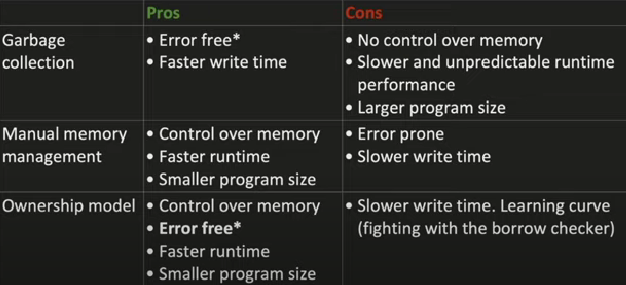 Pros Cons
Garbage collection
• Error free*
• Faster write time
• No control over memory
• Slower and unpredictable runtime
performance
• Larger program size
Manual memory
management
• Control over memory
• Faster runtime
• Smaller program size
• Error prone
• Slower write time
Ownership model
• Control over memory
• Error free*
• Faster runtime
• Smaller program size
• Slower write time. Learning curve
(fighting with the borrow checker)